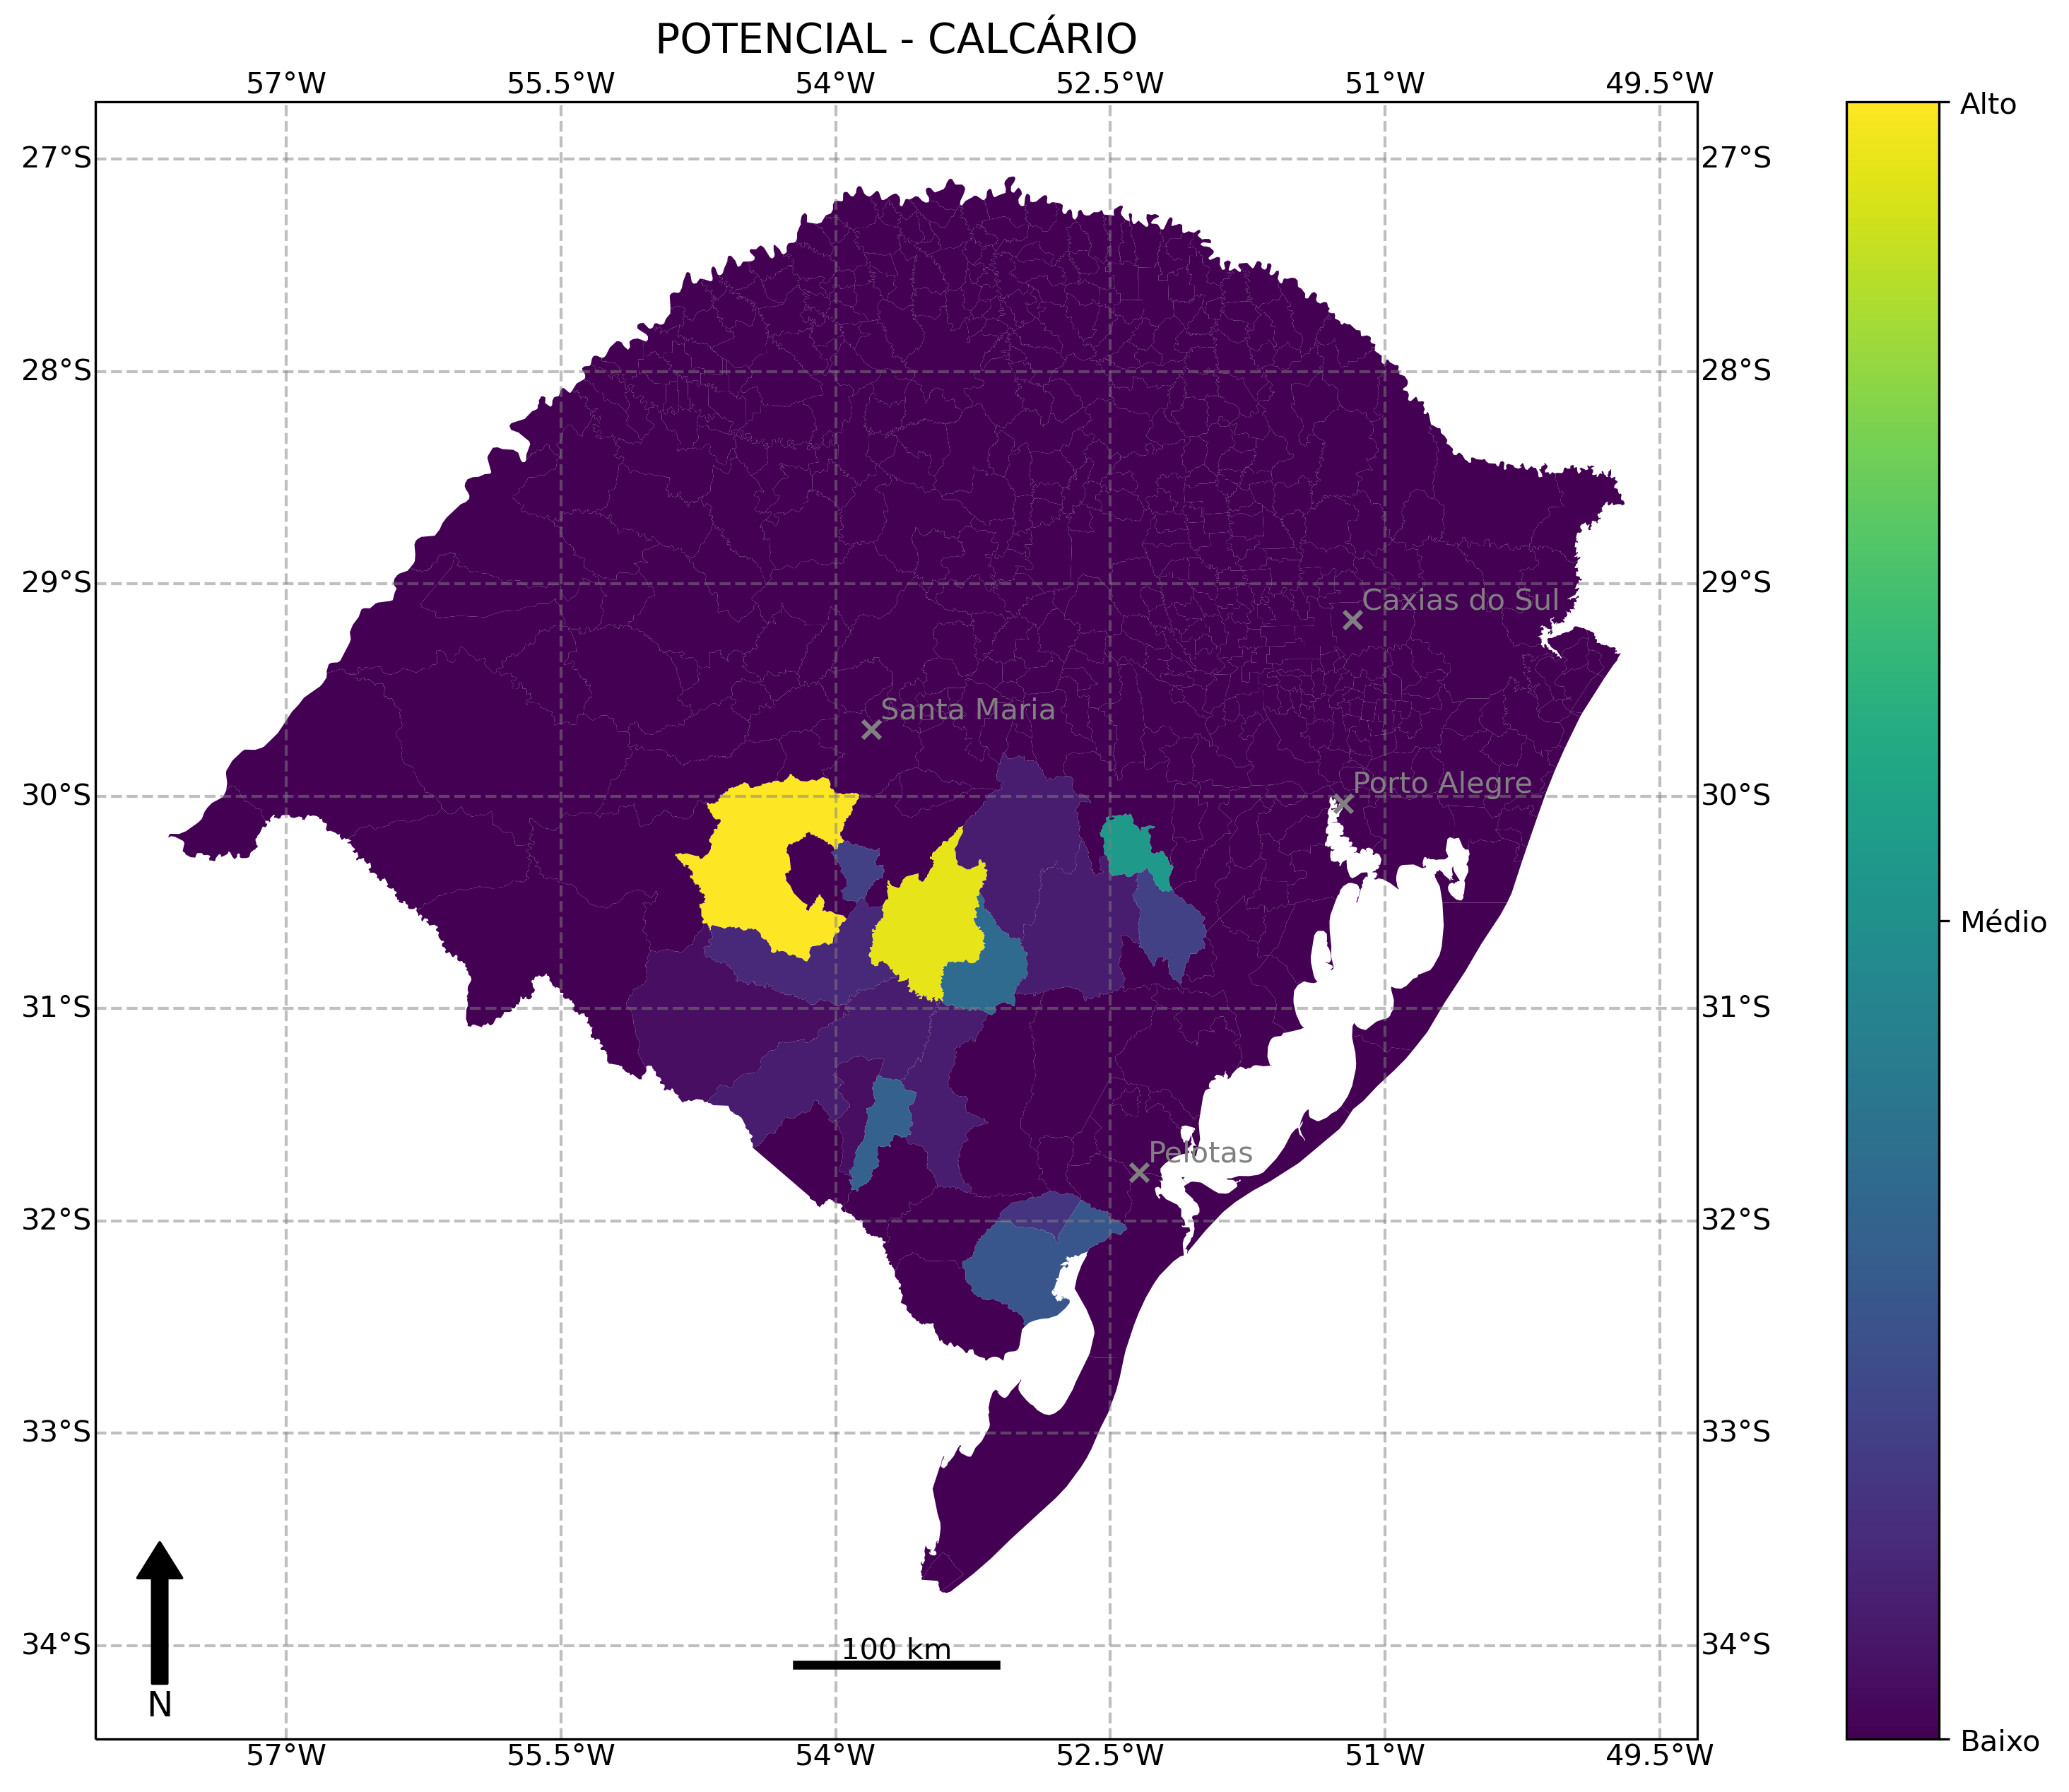 POTENCIAL - CALCÁRIO
57°W 55.5°W 54°W 52.5°W 51°W 49.5°W
Alto
27°S 27°S
28°S 28°S
29°S 29°S
Caxias do Sul
Santa Maria
Porto Alegre
30°S 30°S
Médio
31°S 31°S
Pelotas
32°S 32°S
33°S 33°S
34°S 34°S
100 km
N
Baixo
57°W 55.5°W 54°W 52.5°W 51°W 49.5°W